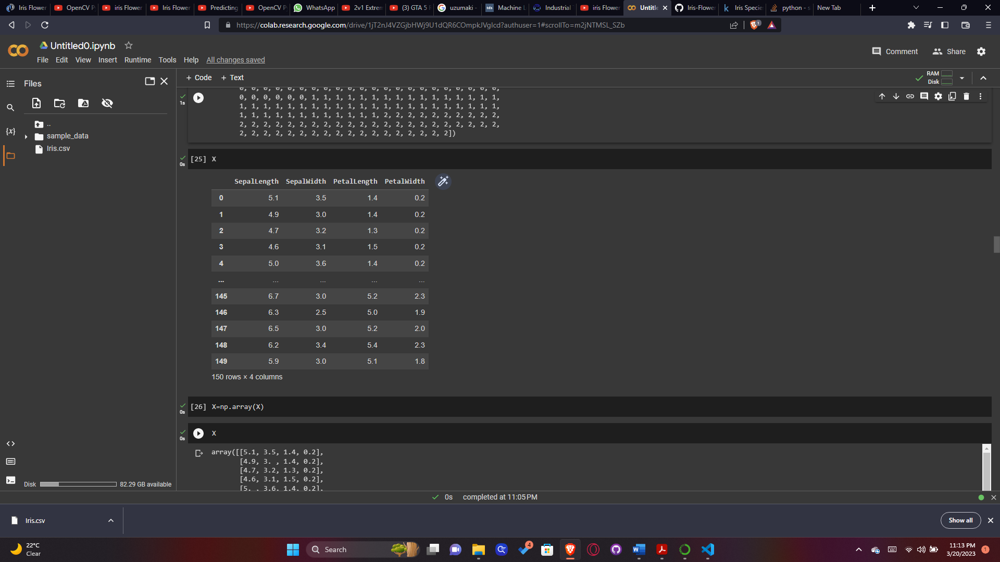 Iris Flower
OpenCV P
iris Flower
Iris Flower
Predicting
OpenCV P
WhatsApp
2v1 Extrem
(3) GTA 5 F
uzumaki -
tds
Machine L
Industrial
iris Flower
Untitle
Iris-Flower
Iris Specie
python - s
New Tab
https://colab.research.google.com/drive/1jT2nJ4VZGjbHWj9U1dQR6COmpkJVglcd?authuser=1#scrollTo=m2jNTMSL_SZb
1
Untitled0.ipynb
File Edit View Insert Runtime Tools Help All changes saved
Comment
Share
Files
+ Code + Text
RAM
Disk
..
sample_data
Iris.csv
1s
0, 0, 0, 0, 0, 0, 0, 0, 0, 0, 0, 0, 0, 0, 0, 0, 0, 0, 0, 0, 0, 0,
0, 0, 0, 0, 0, 0, 1, 1, 1, 1, 1, 1, 1, 1, 1, 1, 1, 1, 1, 1, 1, 1,
1, 1, 1, 1, 1, 1, 1, 1, 1, 1, 1, 1, 1, 1, 1, 1, 1, 1, 1, 1, 1, 1,
1, 1, 1, 1, 1, 1, 1, 1, 1, 1, 1, 1, 2, 2, 2, 2, 2, 2, 2, 2, 2, 2,
2, 2, 2, 2, 2, 2, 2, 2, 2, 2, 2, 2, 2, 2, 2, 2, 2, 2, 2, 2, 2, 2,
2, 2, 2, 2, 2, 2, 2, 2, 2, 2, 2, 2, 2, 2, 2, 2, 2, 2])
0s
[25] X
SepalLength SepalWidth PetalLength PetalWidth
0 5.1 3.5 1.4 0.2
1 4.9 3.0 1.4 0.2
2 4.7 3.2 1.3 0.2
3 4.6 3.1 1.5 0.2
4 5.0 3.6 1.4 0.2
... ... ... ... ...
145 6.7 3.0 5.2 2.3
146 6.3 2.5 5.0 1.9
147 6.5 3.0 5.2 2.0
148 6.2 3.4 5.4 2.3
149 5.9 3.0 5.1 1.8
150 rows × 4 columns
0s
[26] X=np.array(X)
0s
X
array([[5.1, 3.5, 1.4, 0.2],
[4.9, 3. , 1.4, 0.2],
[4.7, 3.2, 1.3, 0.2],
[4.6, 3.1, 1.5, 0.2],
[5. , 3.6, 1.4, 0.2],
Disk
82.29 GB available
0s completed at 11:05 PM
Iris.csv
Show all
22°C
Clear
Search
4
11:13 PM
3/20/2023
1